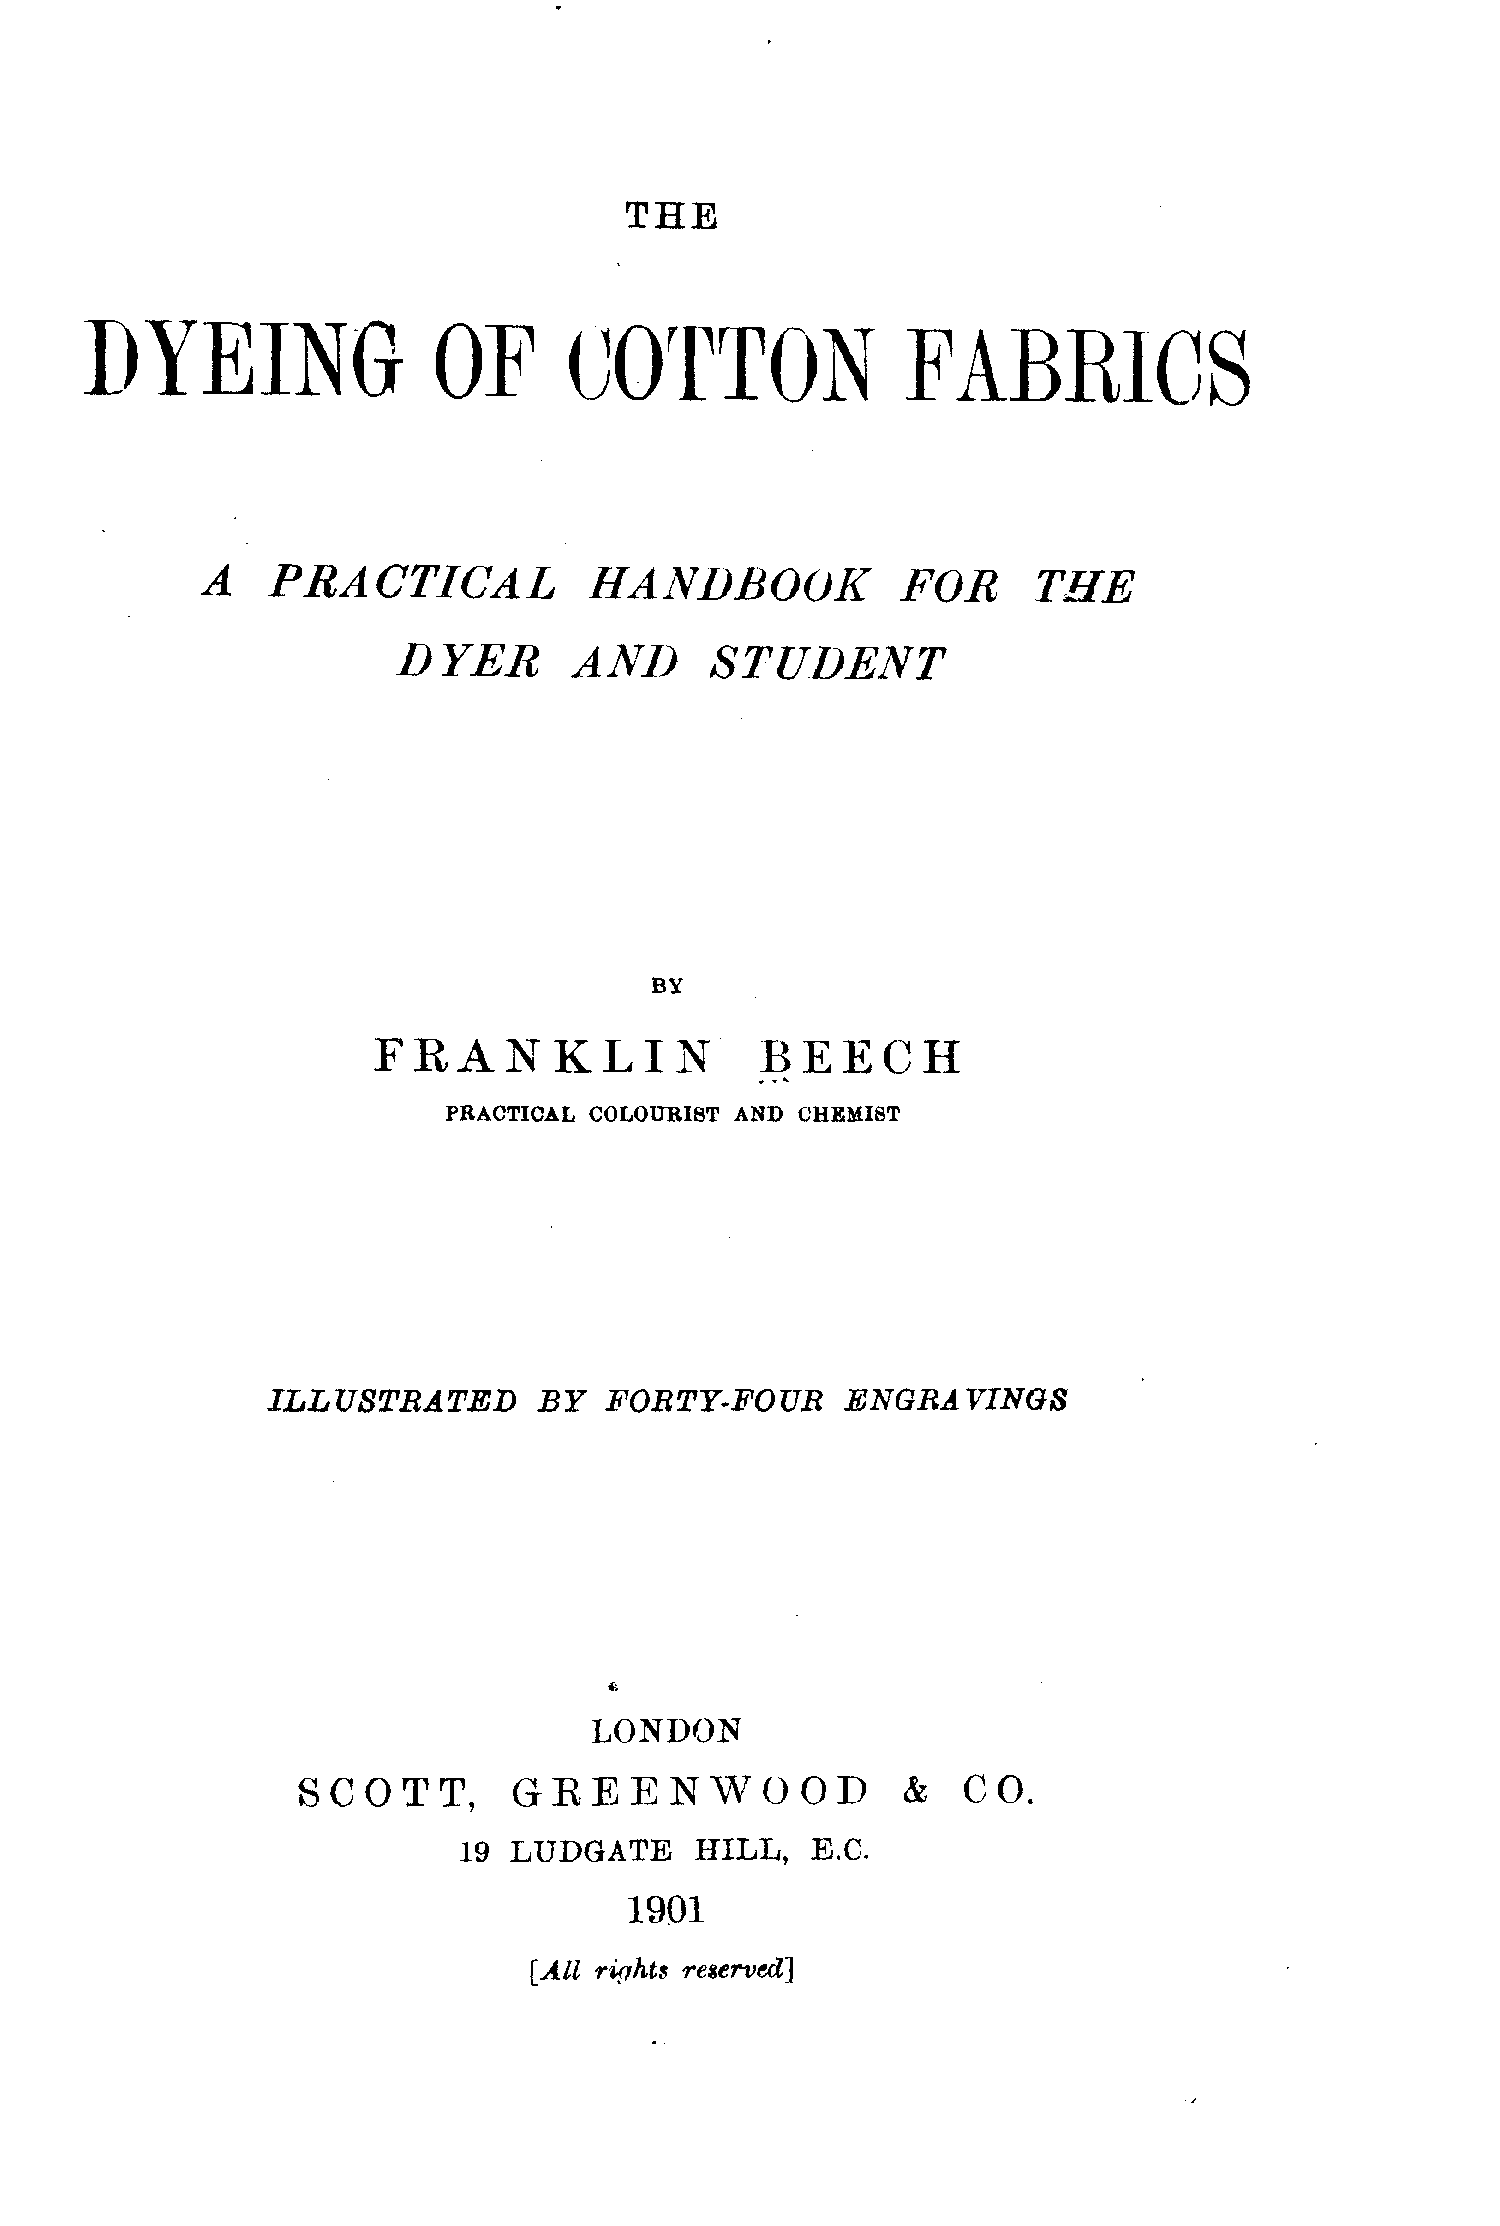 THE
DYEING OF COTTON FABRICS
A PRACTICAL HANDBOOK FOR THE
DYER AND STUDENT
BY
FRANKLIN BEECH
PRACTICAL COLOURIST AND CHEMIST
ILLUSTRATED BY FORTY-FOUR ENGRAVINGS
LONDON
SCOTT, GREENWOOD & CO.
19 LUDGATE HILL, E.C.
1901
[All rights reserved]